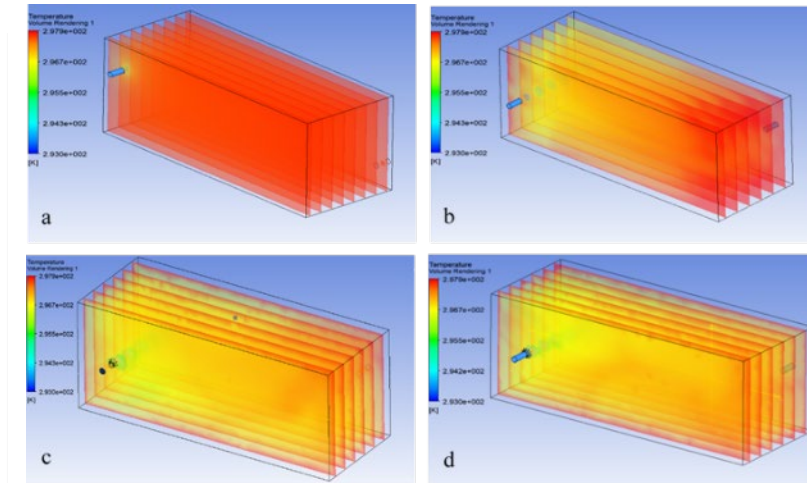 Temperature
Volume Rendering 1
2.979e+002
2.967e+002
2.955e+002
2.943e+002
2.930e+002
[K]
a
Temperature
Volume Rendering 1
2.979e+002
2.967e+002
2.955e+002
2.943e+002
2.930e+002
[K]
b
Temperature
Volume Rendering 1
2.979e+002
2.967e+002
2.955e+002
2.943e+002
2.930e+002
[K]
c
Temperature
Volume Rendering 1
2.979e+002
2.967e+002
2.955e+002
2.942e+002
2.930e+002
[K]
d